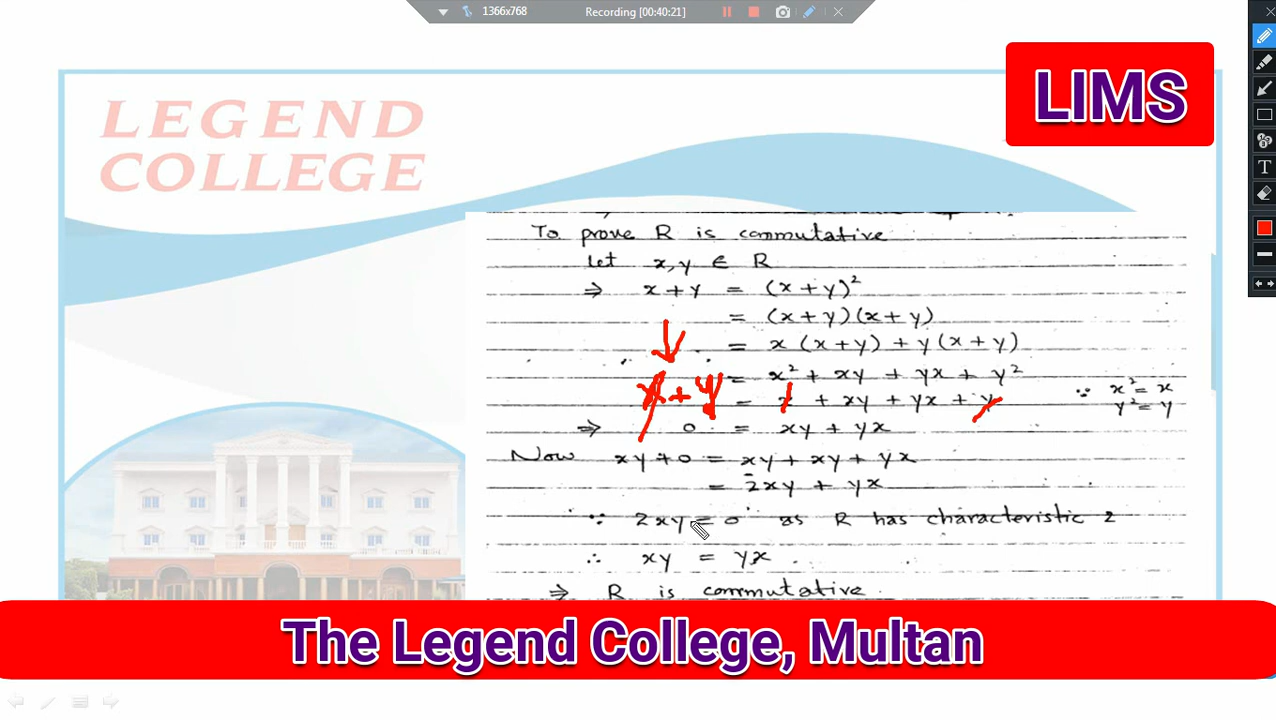 1366x768
Recording [00:40:21]
LIMS
LEGEND
COLLEGE
To prove R is commutative
Let x,y ∈ R
⇒ x + y = (x + y)²
= (x + y)(x + y)
= x (x + y) + y (x + y)
= x² + xy + yx + y²
x + y = x + xy + yx + y ∵ x² = x
y² = y
⇒ 0 = xy + yx
Now xy + 0 = xy + xy + yx
= 2xy + yx
∵ 2xy = 0 as R has characteristic 2
∴ xy = yx
⇒ R is commutative
The Legend College, Multan